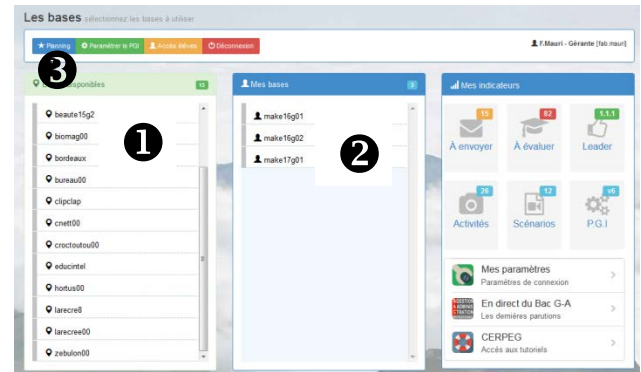 Les bases sélectionnez les bases à utiliser
Planning Paramétrer le PGI Accès élèves Déconnexion
F.Mauri - Gérante [fab.mauri]
3
disponibles 13
beaute15g2
biomag00
bordeaux
bureau00
clipclap
cnett00
croctoutou00
educintel
hortus00
larecre8
larecree00
zebulon00
1
Mes bases 3
make16g01
make16g02
make17g01
2
Mes indicateurs
15 82 1.1.1
À envoyer À évaluer Leader
26 12 v6
Activités Scénarios P.G.I
Mes paramètres
Paramètres de connexion
En direct du Bac G-A
Les dernières parutions
CERPEG
Accès aux tutoriels